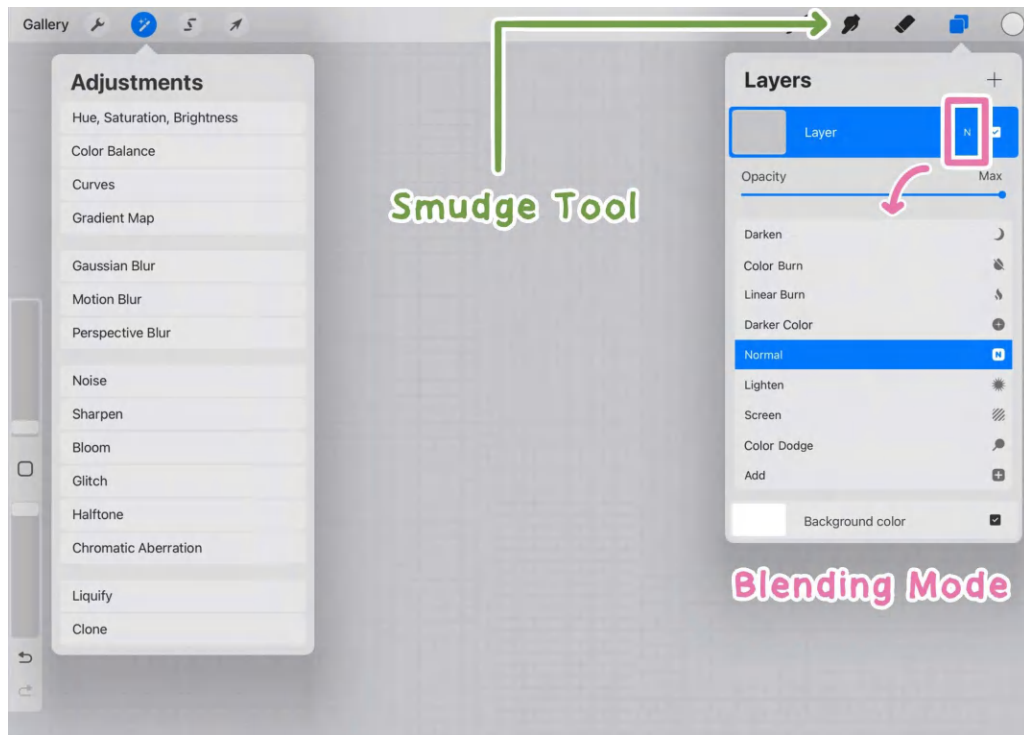 Gallery
Adjustments
Hue, Saturation, Brightness
Color Balance
Curves
Gradient Map
Gaussian Blur
Motion Blur
Perspective Blur
Noise
Sharpen
Bloom
Glitch
Halftone
Chromatic Aberration
Liquify
Clone
Smudge Tool
Layers
Layer N
Opacity Max
Darken
Color Burn
Linear Burn
Darker Color
Normal N
Lighten
Screen
Color Dodge
Add
Background color
Blending Mode